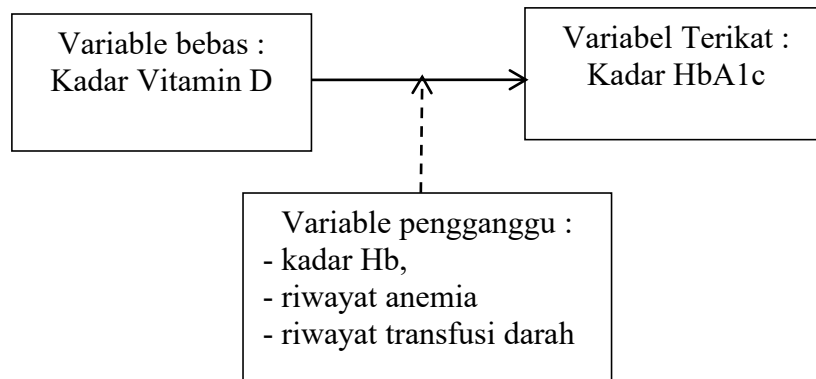 Variable bebas :
Kadar Vitamin D
Variabel Terikat :
Kadar HbA1c
Variable pengganggu :
- kadar Hb,
- riwayat anemia
- riwayat transfusi darah